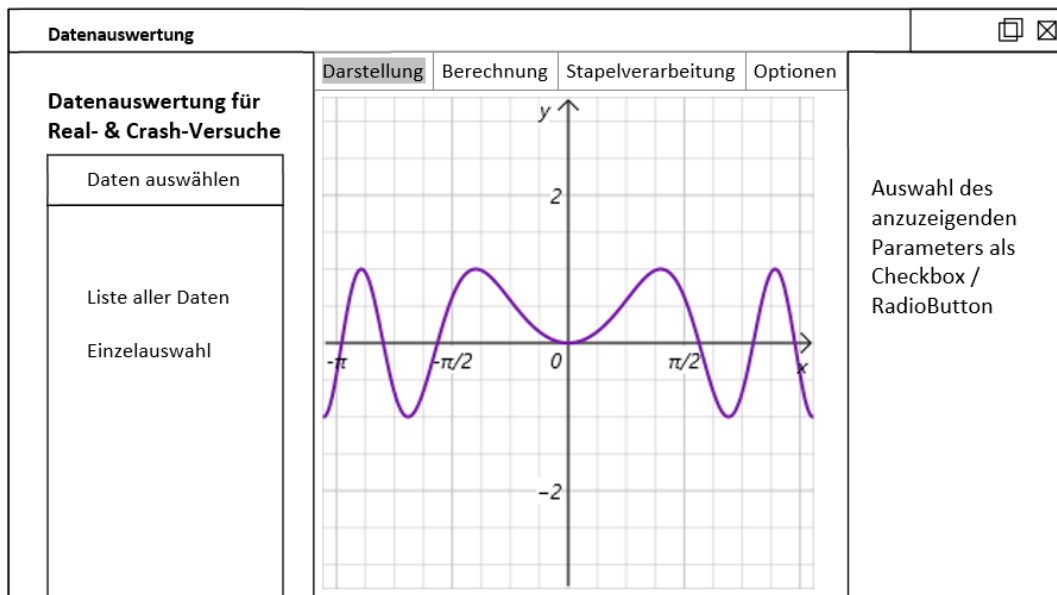 Datenauswertung
Datenauswertung für
Real- & Crash-Versuche
Daten auswählen
Liste aller Daten
Einzelauswahl
Darstellung
Berechnung
Stapelverarbeitung
Optionen
y
2
-π
-π/2
0
π/2
x
−2
Auswahl des
anzuzeigenden
Parameters als
Checkbox /
RadioButton